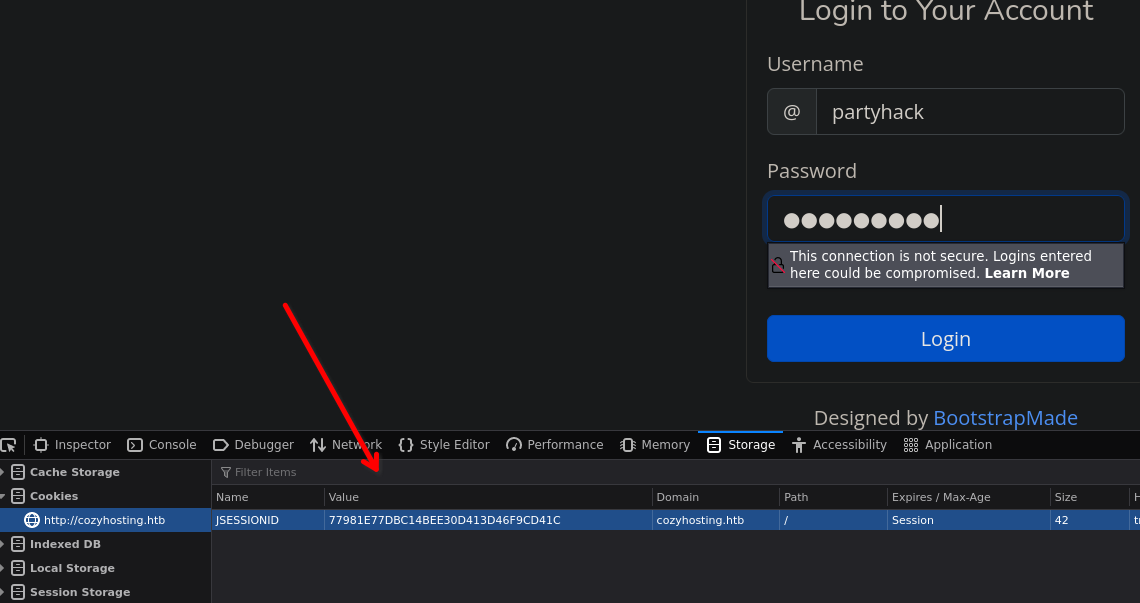 Login to Your Account
Username
@ partyhack
Password
This connection is not secure. Logins entered
here could be compromised. Learn More
Login
Designed by BootstrapMade
Inspector Console Debugger Network Style Editor Performance Memory Storage Accessibility Application
Cache Storage
Filter Items
Cookies
Name Value Domain Path Expires / Max-Age Size
http://cozyhosting.htb
JSESSIONID 77981E77DBC14BEE30D413D46F9CD41C cozyhosting.htb / Session 42
Indexed DB
Local Storage
Session Storage